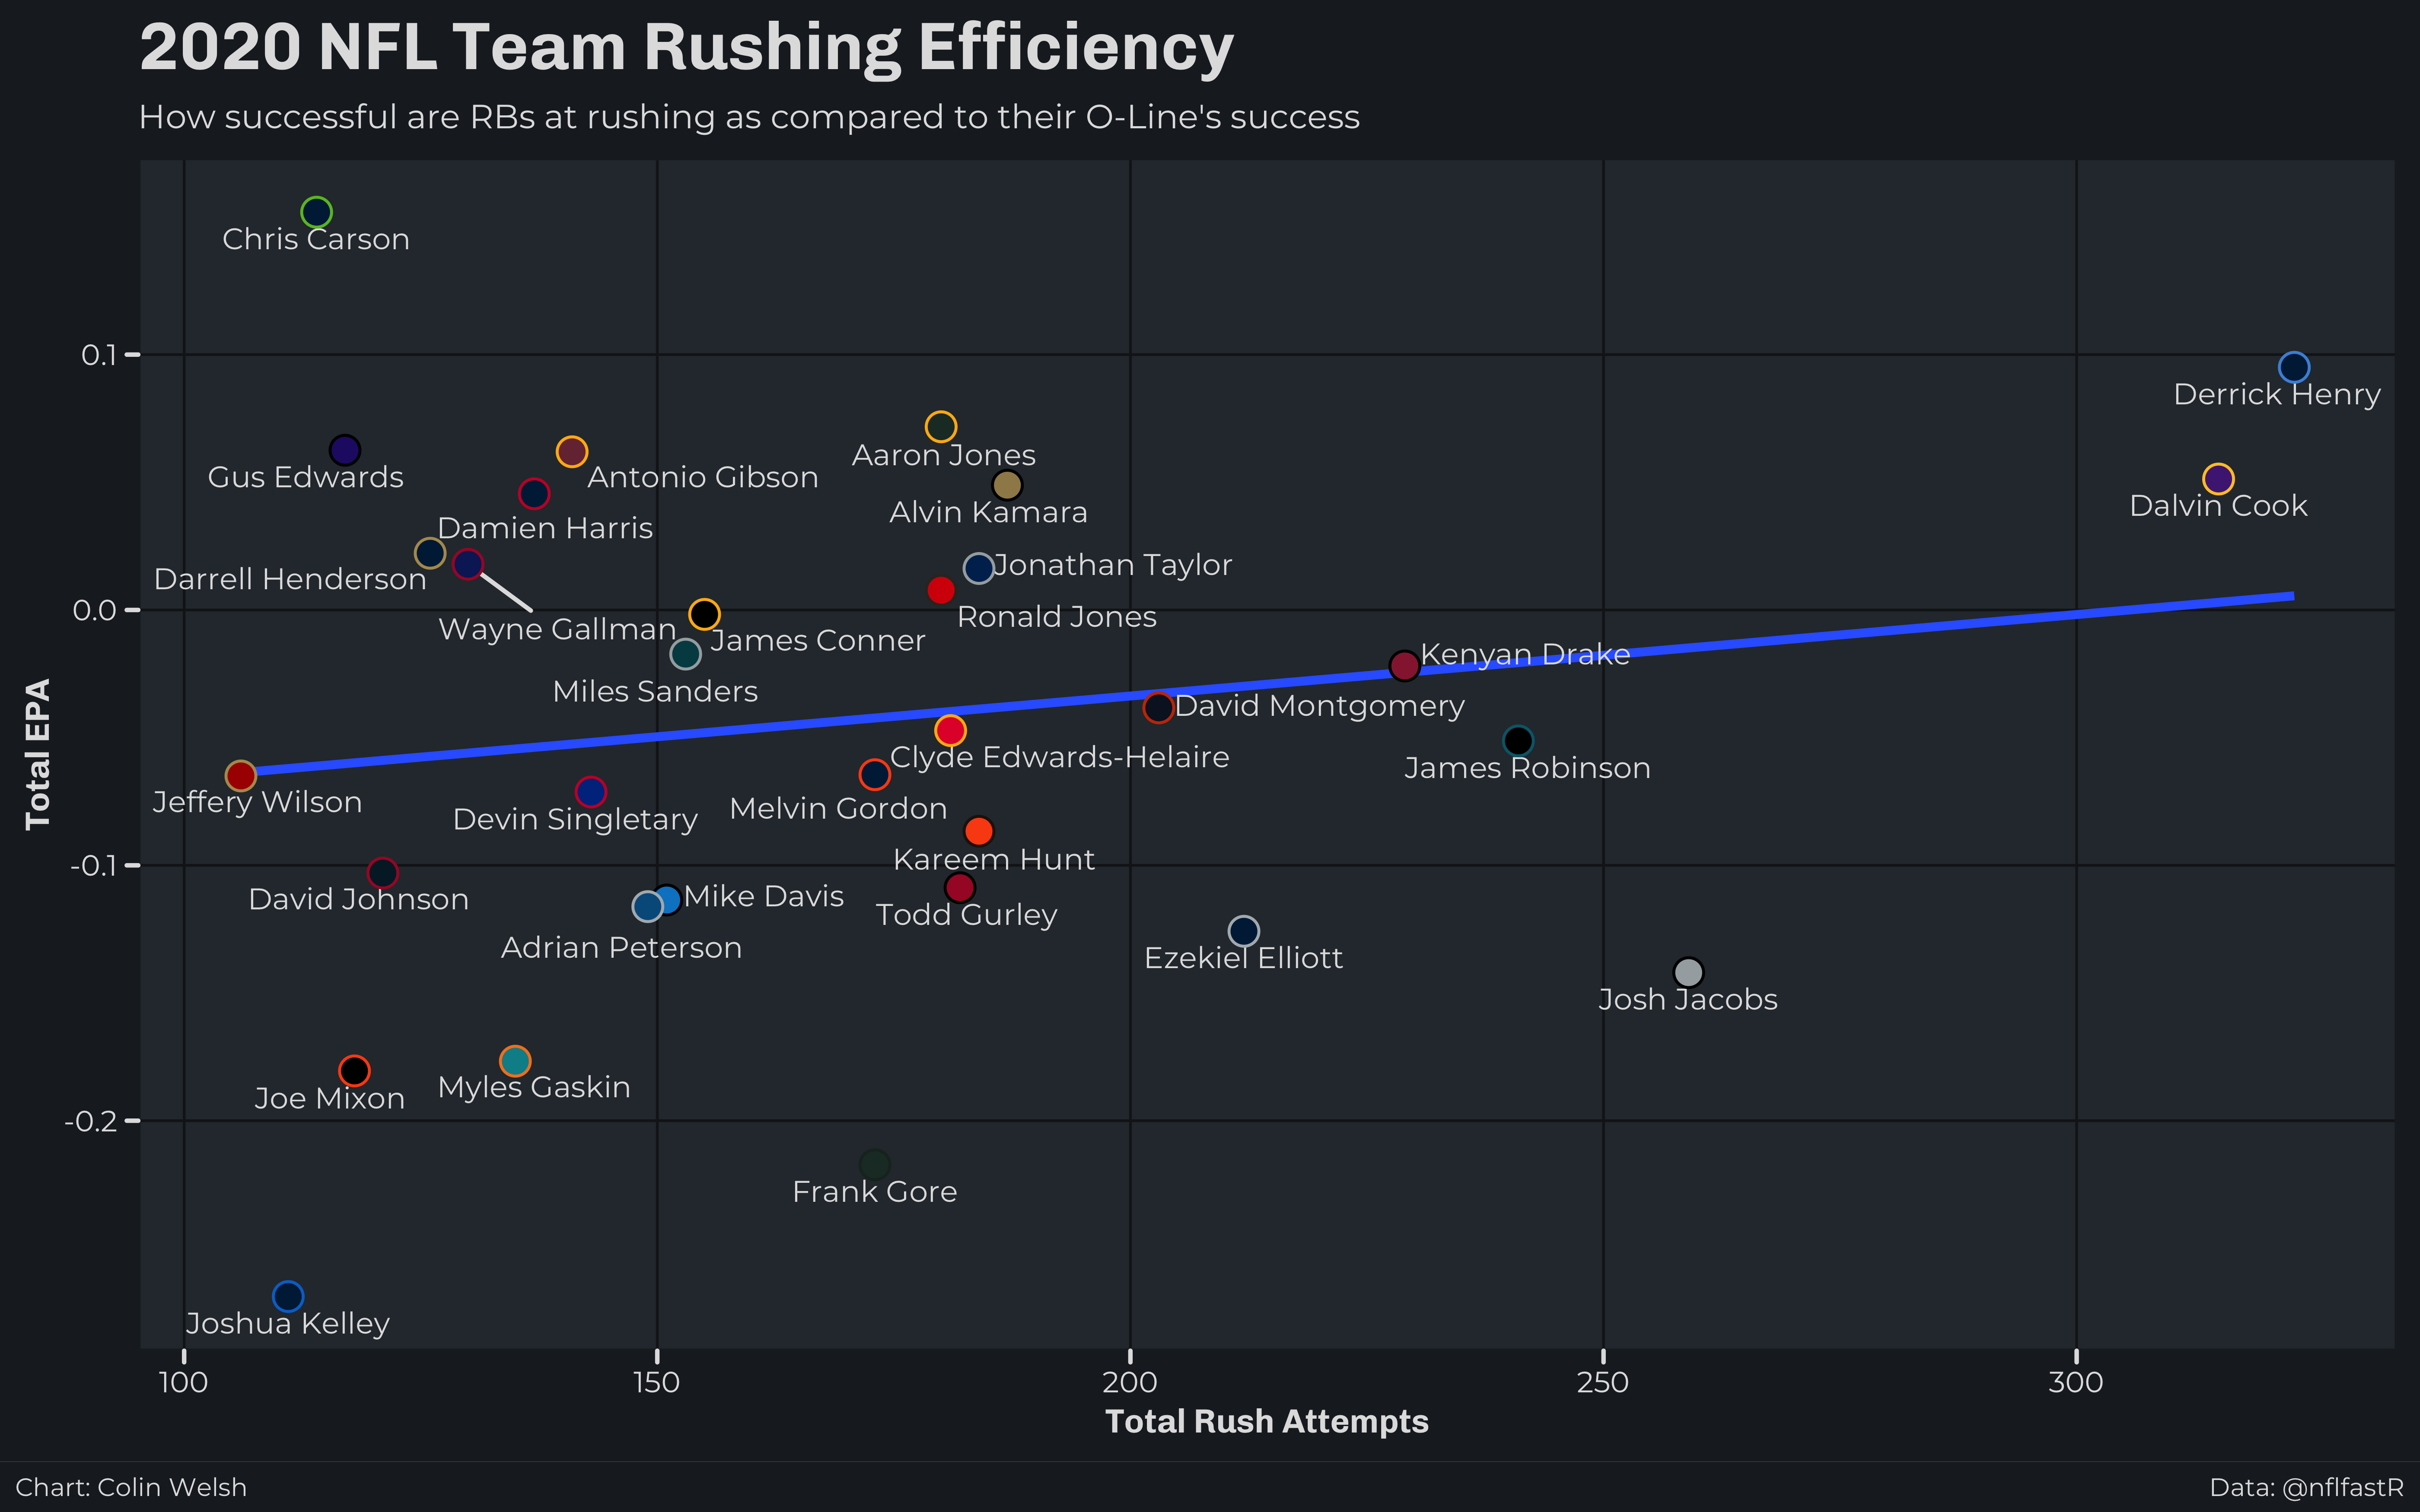 2020 NFL Team Rushing Efficiency
How successful are RBs at rushing as compared to their O-Line's success
Chris Carson
0.1
Derrick Henry
Aaron Jones
Gus Edwards
Antonio Gibson
Alvin Kamara
Dalvin Cook
Damien Harris
Jonathan Taylor
Darrell Henderson
0.0
Ronald Jones
Wayne Gallman
James Conner
Kenyan Drake
Miles Sanders
David Montgomery
Total EPA
Clyde Edwards-Helaire
James Robinson
Jeffery Wilson
Melvin Gordon
Devin Singletary
Kareem Hunt
-0.1
Mike Davis
David Johnson
Todd Gurley
Adrian Peterson
Ezekiel Elliott
Josh Jacobs
Myles Gaskin
Joe Mixon
-0.2
Frank Gore
Joshua Kelley
100 150 200 250 300
Total Rush Attempts
Chart: Colin Welsh
Data: @nflfastR